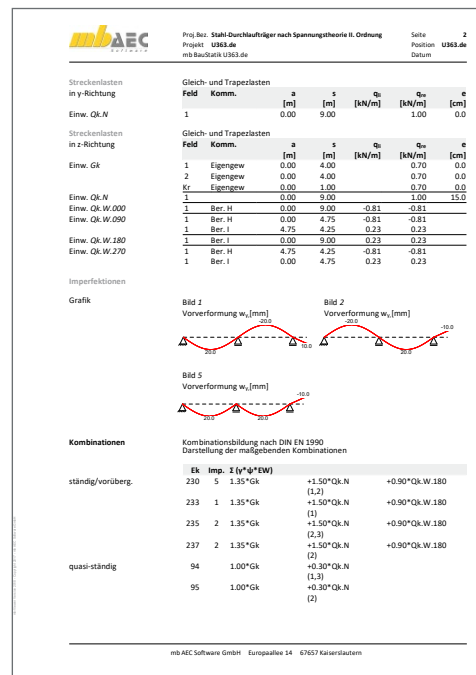 mbAEC
Software
Proj.Bez. Stahl-Durchlaufträger nach Spannungstheorie II. Ordnung Seite 2
Projekt U363.de Position U363.de
mb BauStatik U363.de Datum
Streckenlasten Gleich- und Trapezlasten
in y-Richtung Feld Komm. a s qli qre e
[m] [m] [kN/m] [kN/m] [cm]
Einw. Qk.N 1 0.00 9.00 1.00 0.0
Streckenlasten Gleich- und Trapezlasten
in z-Richtung Feld Komm. a s qli qre e
[m] [m] [kN/m] [kN/m] [cm]
Einw. Gk 1 Eigengew 0.00 4.00 0.70 0.0
2 Eigengew 0.00 4.00 0.70 0.0
Kr Eigengew 0.00 1.00 0.70 0.0
Einw. Qk.N 1 0.00 9.00 1.00 15.0
Einw. Qk.W.000 1 Ber. H 0.00 9.00 -0.81 -0.81
Einw. Qk.W.090 1 Ber. H 0.00 4.75 -0.81 -0.81
1 Ber. I 4.75 4.25 0.23 0.23
Einw. Qk.W.180 1 Ber. I 0.00 9.00 0.23 0.23
Einw. Qk.W.270 1 Ber. H 4.75 4.25 -0.81 -0.81
1 Ber. I 0.00 4.75 0.23 0.23
Imperfektionen
Grafik Bild 1 Bild 2
Vorverformung wv,[mm] Vorverformung wv,[mm]
-20.0 -20.0 -10.0
20.0 10.0 20.0
Bild 5
Vorverformung wv,[mm]
-10.0
20.0 20.0
Kombinationen Kombinationsbildung nach DIN EN 1990
Darstellung der maßgebenden Kombinationen
Ek Imp. Σ (γ*ψ*EW)
ständig/vorüberg. 230 5 1.35*Gk +1.50*Qk.N +0.90*Qk.W.180
(1,2)
233 1 1.35*Gk +1.50*Qk.N +0.90*Qk.W.180
(1)
235 2 1.35*Gk +1.50*Qk.N +0.90*Qk.W.180
(2,3)
237 2 1.35*Gk +1.50*Qk.N +0.90*Qk.W.180
(2)
quasi-ständig 94 1.00*Gk +0.30*Qk.N
(1,3)
95 1.00*Gk +0.30*Qk.N
(2)
mb AEC Software GmbH Europaallee 14 67657 Kaiserslautern